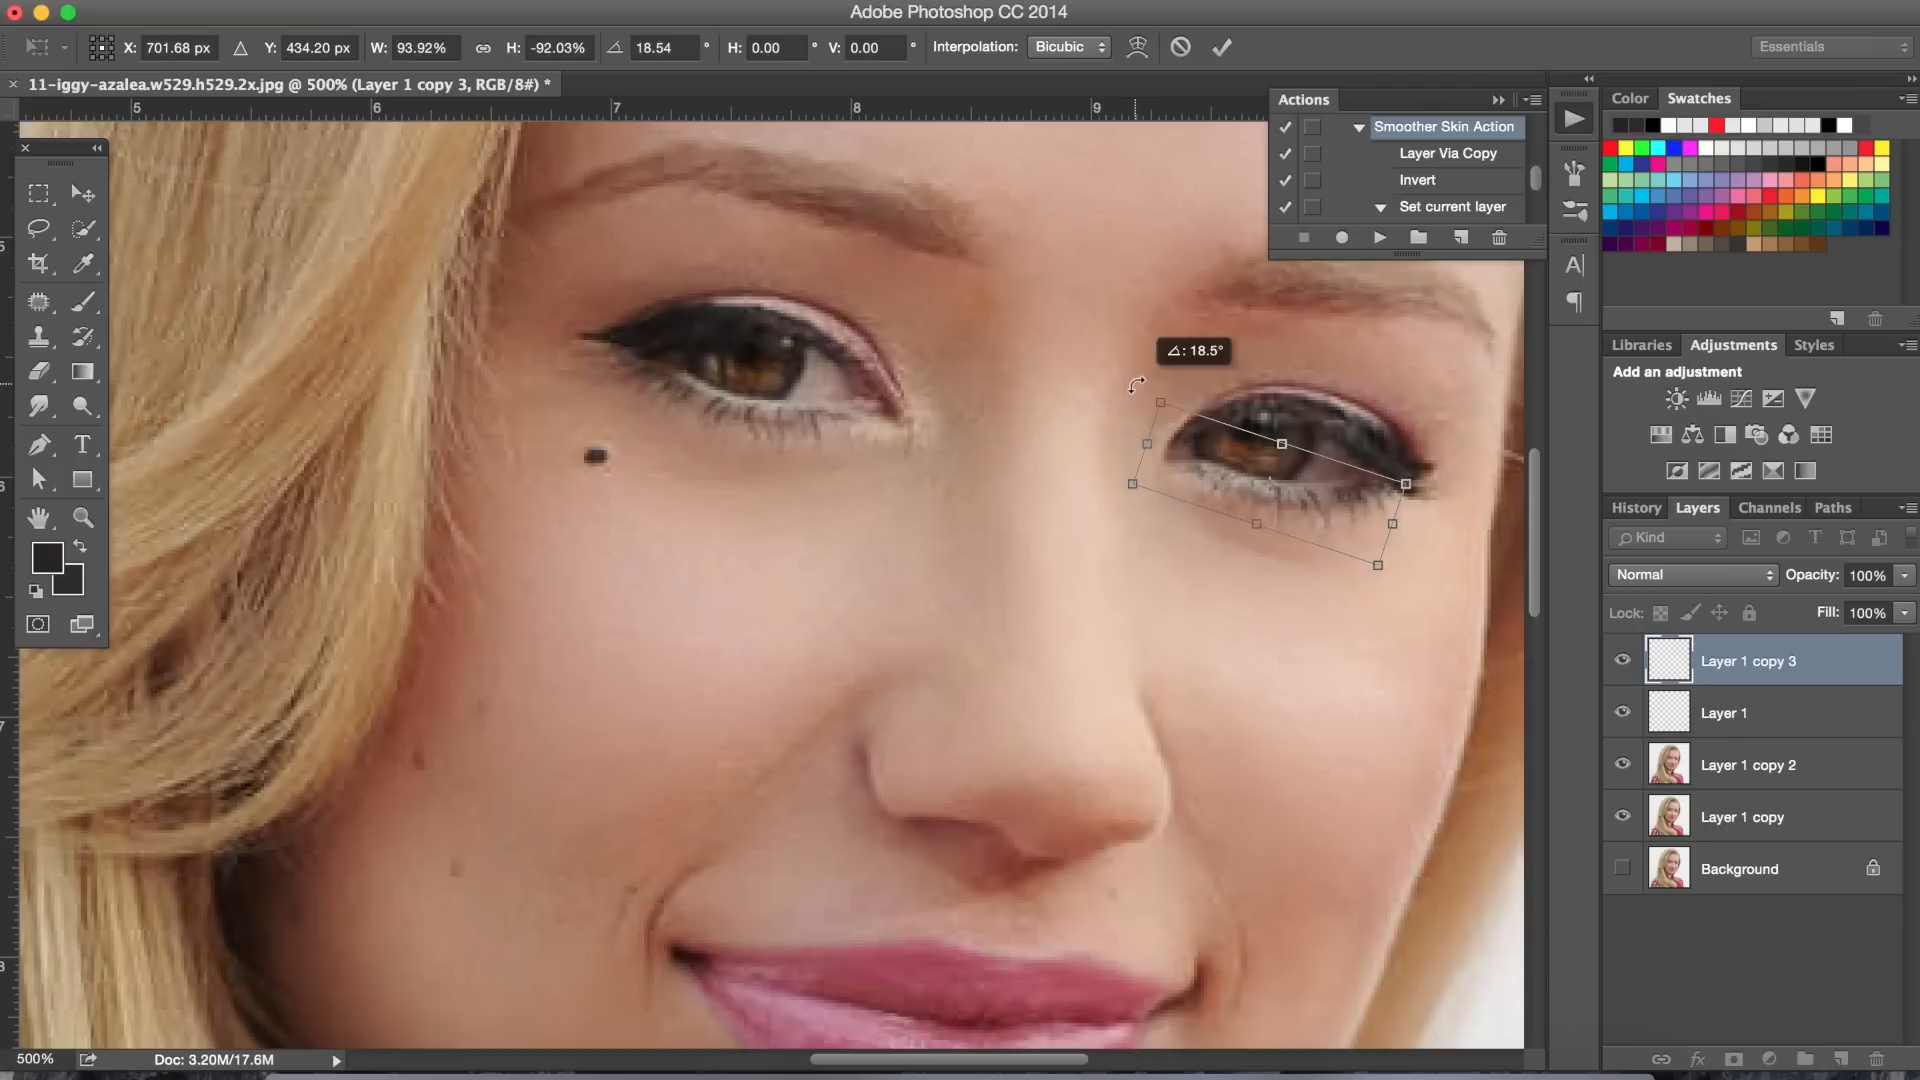 Adobe Photoshop CC 2014
X: 701.68 px Y: 434.20 px W: 93.92% H: -92.03% 18.54 ° H: 0.00 ° V: 0.00 ° Interpolation: Bicubic Essentials
11-iggy-azalea.w529.h529.2x.jpg @ 500% (Layer 1 copy 3, RGB/8#) *
5 6 7 8 9
Actions
Smoother Skin Action
Layer Via Copy
Invert
Set current layer
Color Swatches
Libraries Adjustments Styles
Add an adjustment
∠: 18.5°
History Layers Channels Paths
Kind
Normal Opacity: 100%
Lock: Fill: 100%
Layer 1 copy 3
Layer 1
Layer 1 copy 2
Layer 1 copy
Background
5
6
7
8
500% Doc: 3.20M/17.6M